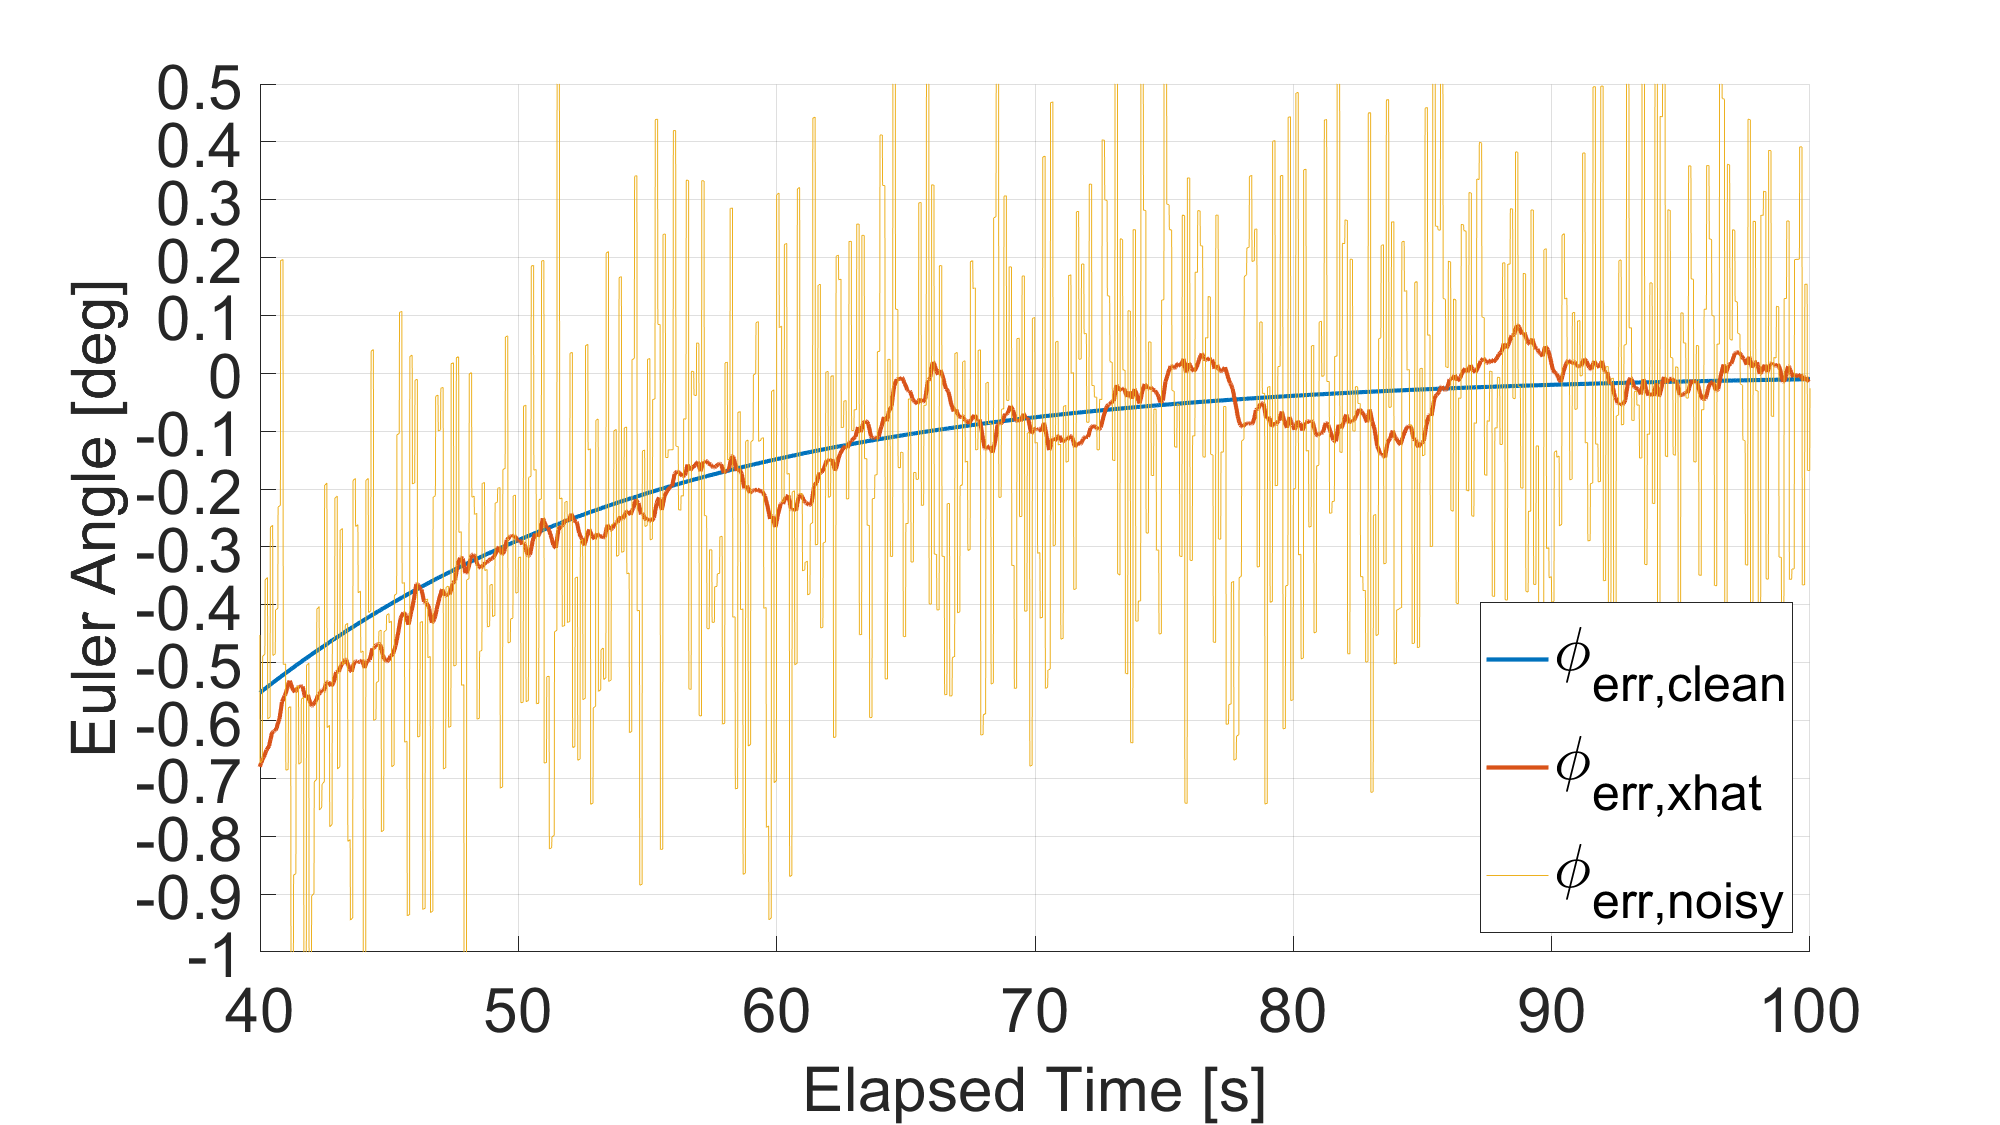 0.5
0.4
0.3
0.2
0.1
0
-0.1
-0.2
-0.3
-0.4
-0.5
-0.6
-0.7
-0.8
-0.9
-1
Euler Angle [deg]
40 50 60 70 80 90 100
Elapsed Time [s]
ϕerr,clean
ϕerr,xhat
ϕerr,noisy